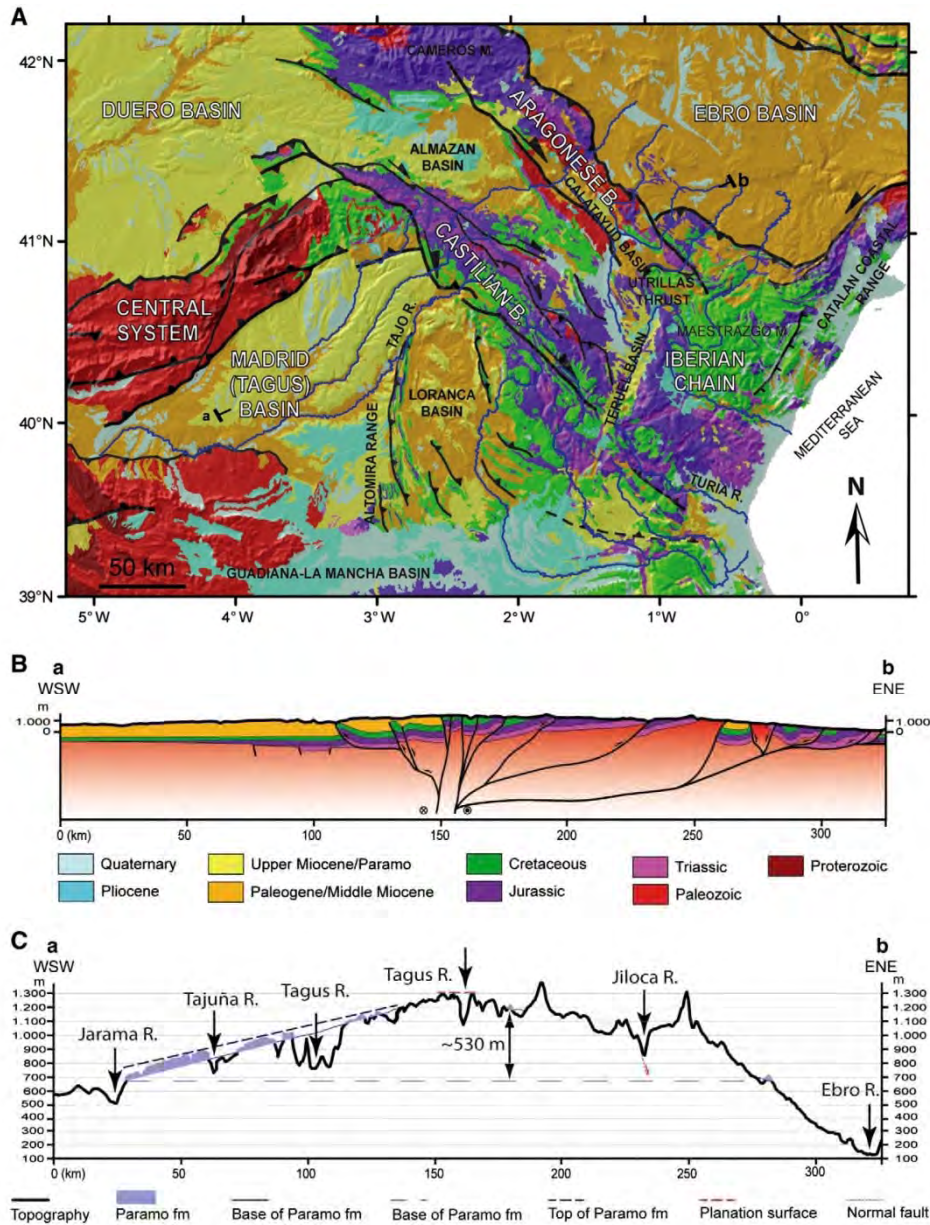 A
42°N
41°N
40°N
39°N
DUERO BASIN
CAMEROS M.
ARAGONESE B.
EBRO BASIN
ALMAZAN
BASIN
b
CALATAYUD BASIN
CASTILIAN B.
CENTRAL
SYSTEM
UTRILLAS
THRUST
CATALAN COASTAL
RANGE
MAESTRAZGO M.
TAJO R.
MADRID
(TAGUS)
BASIN
IBERIAN
CHAIN
LORANCA
BASIN
TERUEL BASIN
a
ALTOMIRA RANGE
MEDITERRANEAN
SEA
TURIA R.
N
50 km
GUADIANA-LA MANCHA BASIN
5°W 4°W 3°W 2°W 1°W 0°
B a b
WSW ENE
m m
1.000 1.000
0 0
0 (km) 50 100 150 200 250 300
Quaternary Upper Miocene/Paramo Cretaceous Triassic Proterozoic
Pliocene Paleogene/Middle Miocene Jurassic Paleozoic
C a b
WSW ENE
m m
Tagus R.
Jiloca R.
Tagus R.
Tajuña R.
Jarama R.
~530 m
Ebro R.
1.300 1.300
1.200 1.200
1.100 1.100
1.000 1.000
900 900
800 800
700 700
600 600
500 500
400 400
300 300
200 200
100 100
0 (km) 50 100 150 200 250 300
Topography Paramo fm Base of Paramo fm Base of Paramo fm Top of Paramo fm Planation surface Normal fault